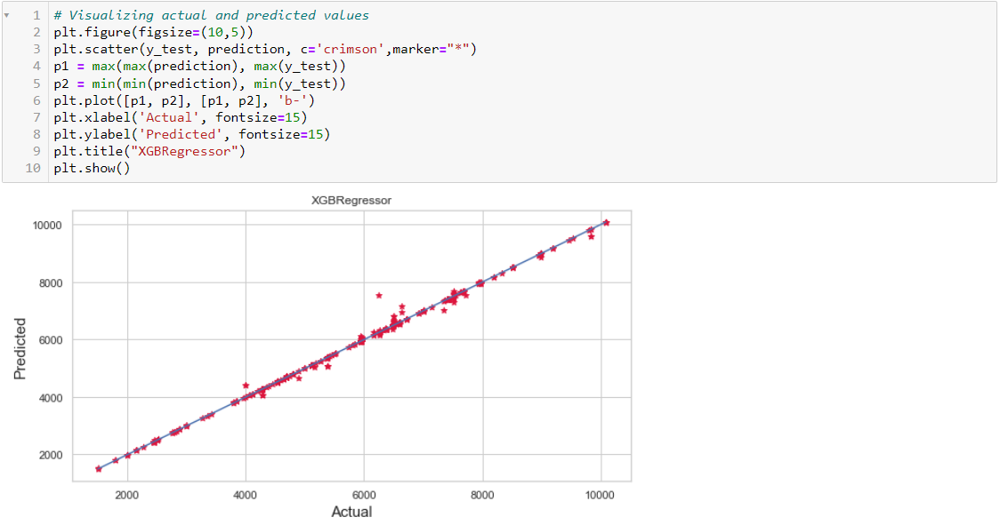 1 # Visualizing actual and predicted values
2 plt.figure(figsize=(10,5))
3 plt.scatter(y_test, prediction, c='crimson',marker="*")
4 p1 = max(max(prediction), max(y_test))
5 p2 = min(min(prediction), min(y_test))
6 plt.plot([p1, p2], [p1, p2], 'b-')
7 plt.xlabel('Actual', fontsize=15)
8 plt.ylabel('Predicted', fontsize=15)
9 plt.title("XGBRegressor")
10 plt.show()
XGBRegressor
10000
8000
6000
4000
2000
Predicted
2000 4000 6000 8000 10000
Actual